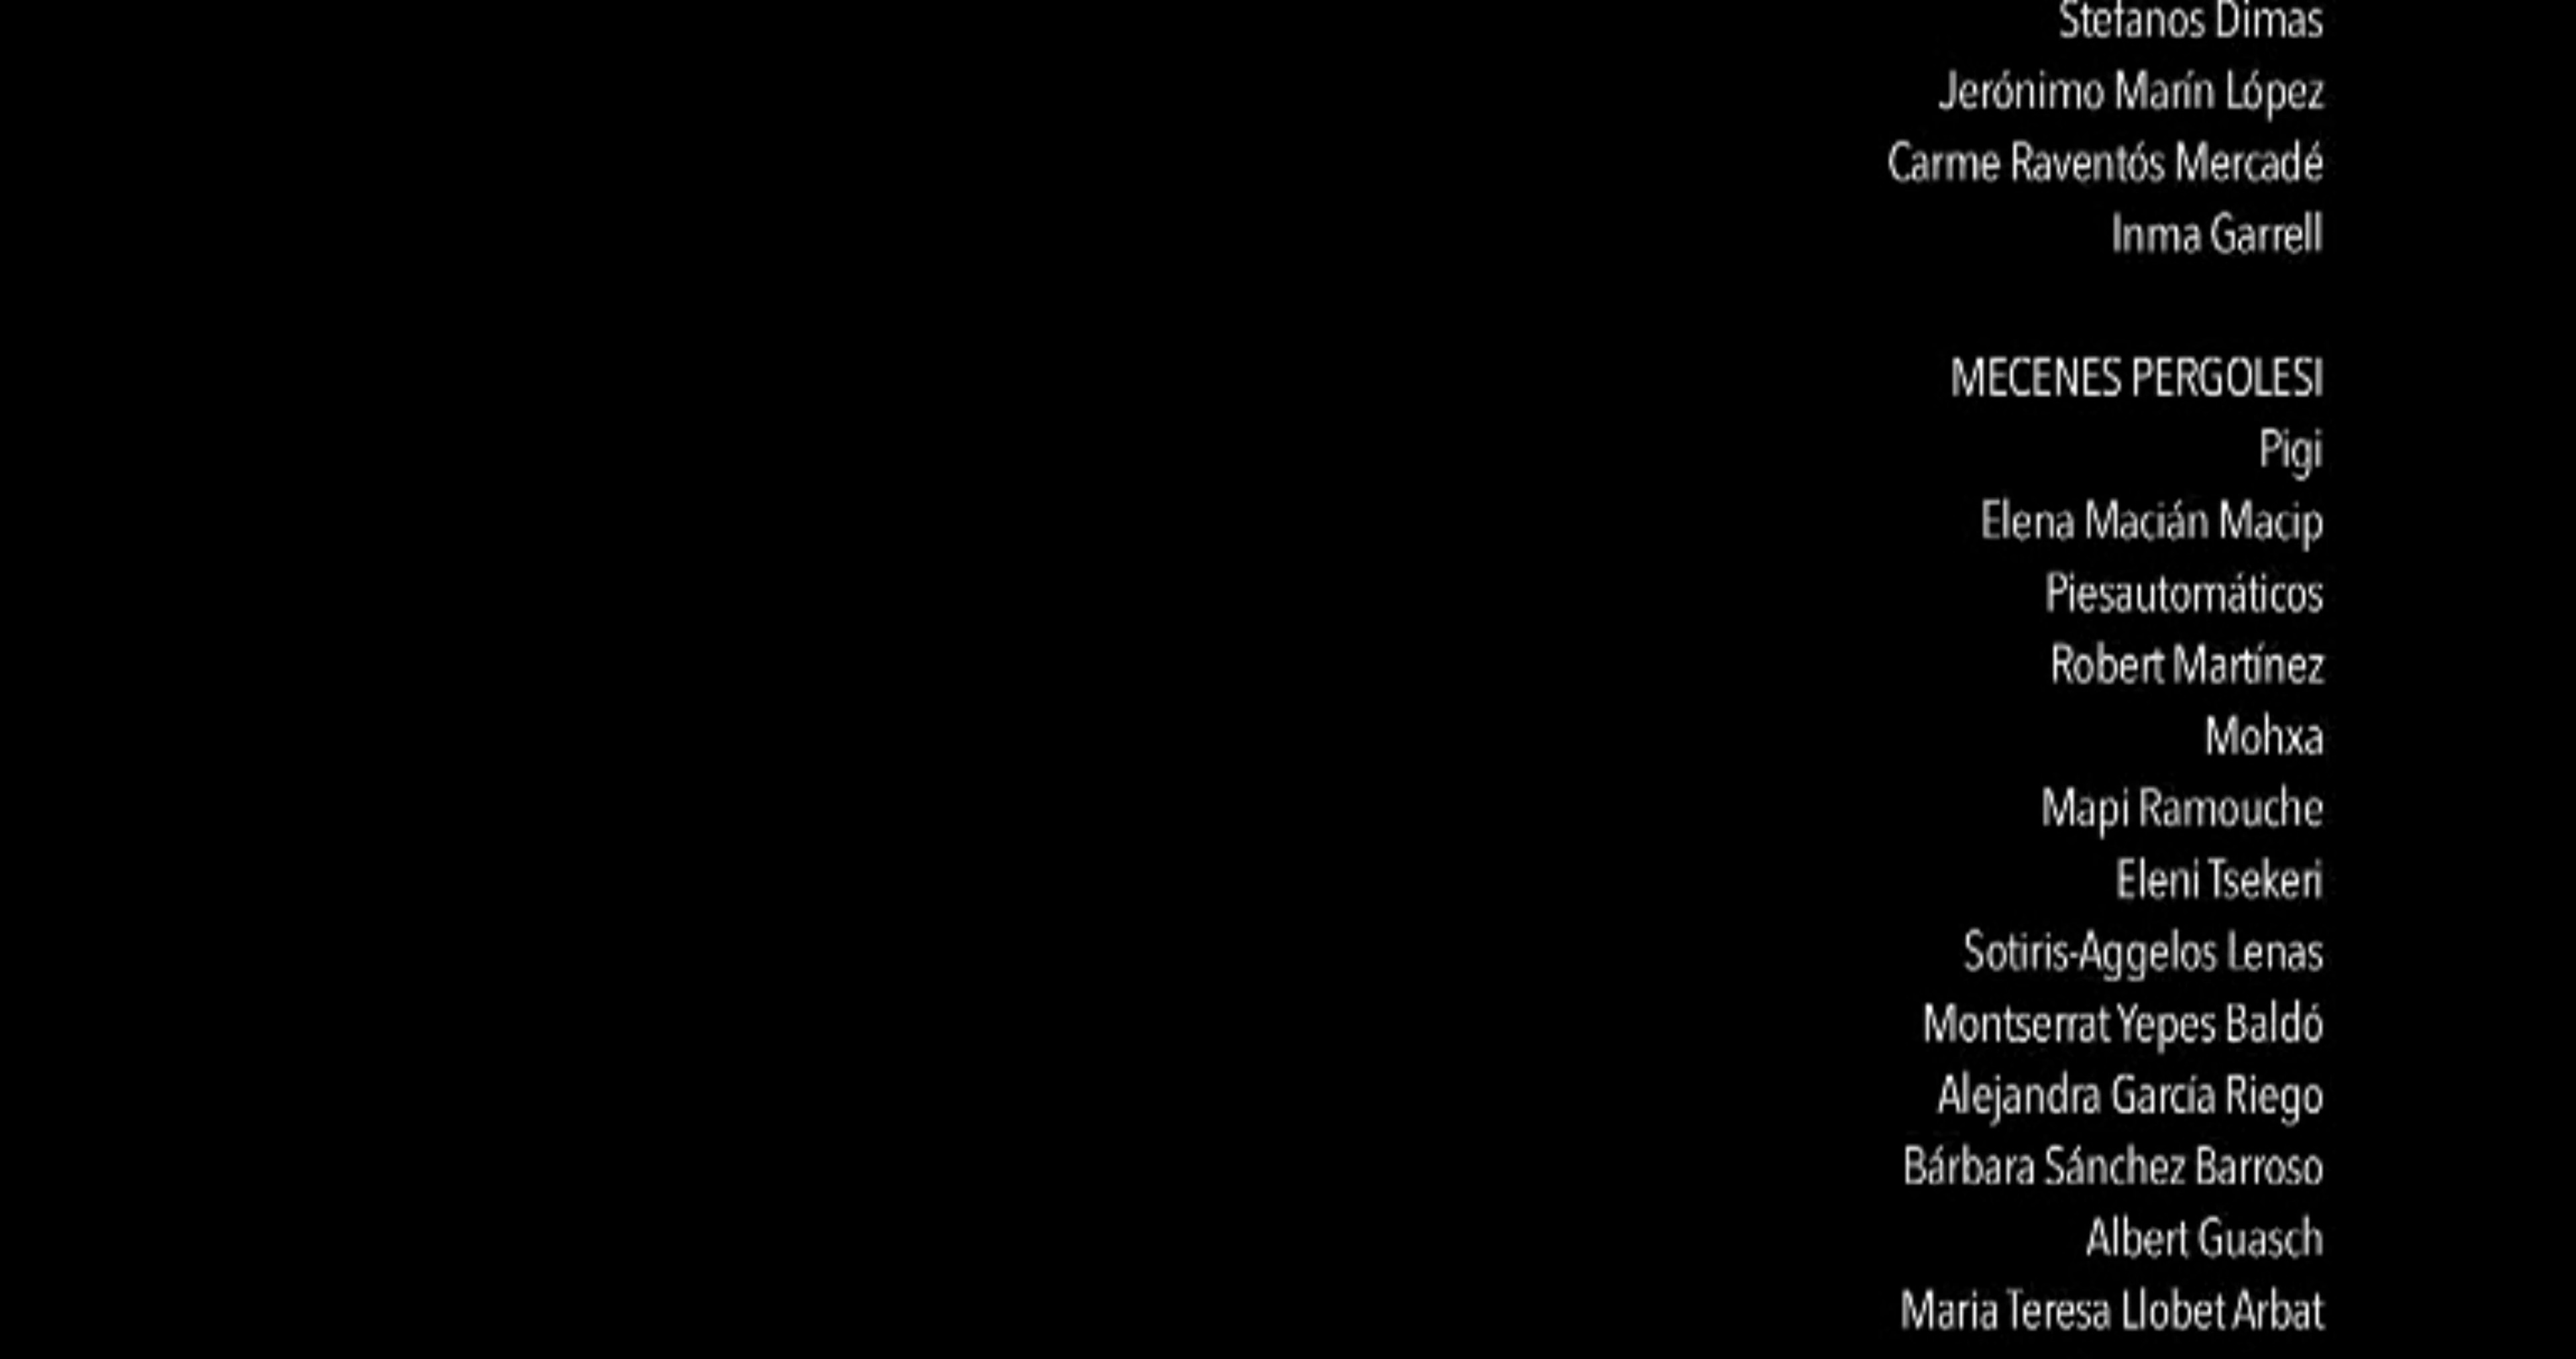 Stefanos Dimas
Jerónimo Marín López
Carme Raventós Mercadé
Inma Garrell
MECENES PERGOLESI
Pigi
Elena Macián Macip
Piesautomáticos
Robert Martínez
Mohxa
Mapi Ramouche
Eleni Tsekeri
Sotiris-Aggelos Lenas
Montserrat Yepes Baldó
Alejandra García Riego
Bárbara Sánchez Barroso
Albert Guasch
Maria Teresa Llobet Arbat